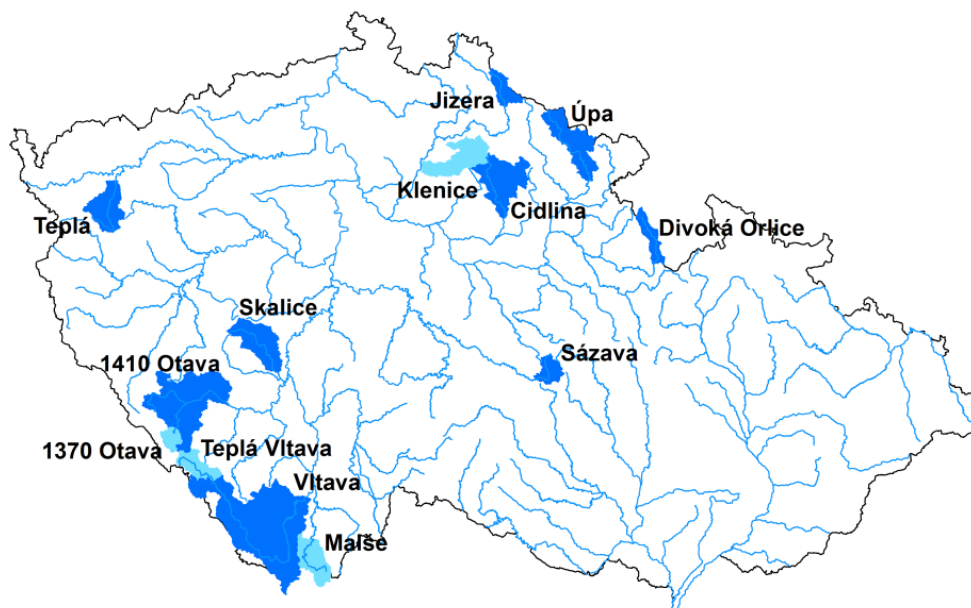 Jizera
Úpa
Klenice
Cidlina
Teplá
Divoká Orlice
Skalice
Sázava
1410 Otava
1370 Otava
Teplá Vltava
Vltava
Malše